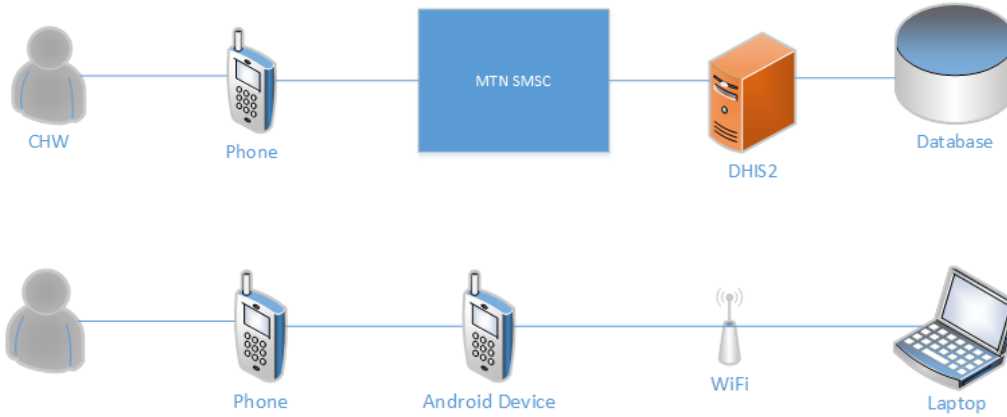 MTN SMSC
CHW
Phone
DHIS2
Database
Phone
Android Device
WiFi
Laptop